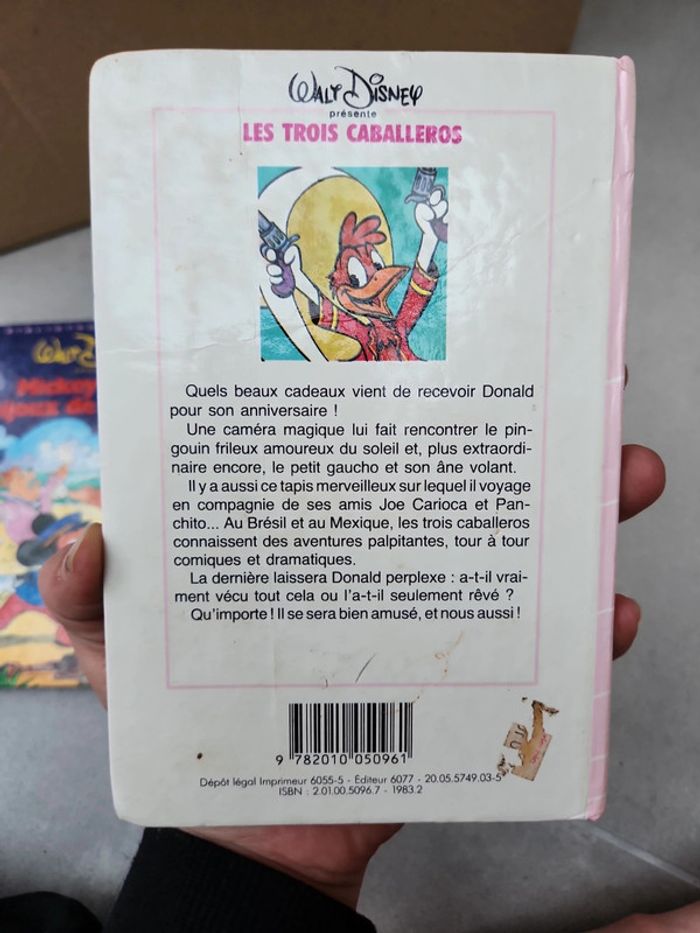 WALT DISNEY
présente
LES TROIS CABALLEROS
Quels beaux cadeaux vient de recevoir Donald
pour son anniversaire !
Une caméra magique lui fait rencontrer le pin-
gouin frileux amoureux du soleil et, plus extraordi-
naire encore, le petit gaucho et son âne volant.
Il y a aussi ce tapis merveilleux sur lequel il voyage
en compagnie de ses amis Joe Carioca et Pan-
chito... Au Brésil et au Mexique, les trois caballeros
connaissent des aventures palpitantes, tour à tour
comiques et dramatiques.
La dernière laissera Donald perplexe : a-t-il vrai-
ment vécu tout cela ou l'a-t-il seulement rêvé ?
Qu'importe ! Il se sera bien amusé, et nous aussi !
9 782010 050961
Dépôt légal Imprimeur 6055-5 - Éditeur 6077 - 20.05.5749.03-5
ISBN : 2.01.00.5096.7 - 1983.2
WALT D
Mickey